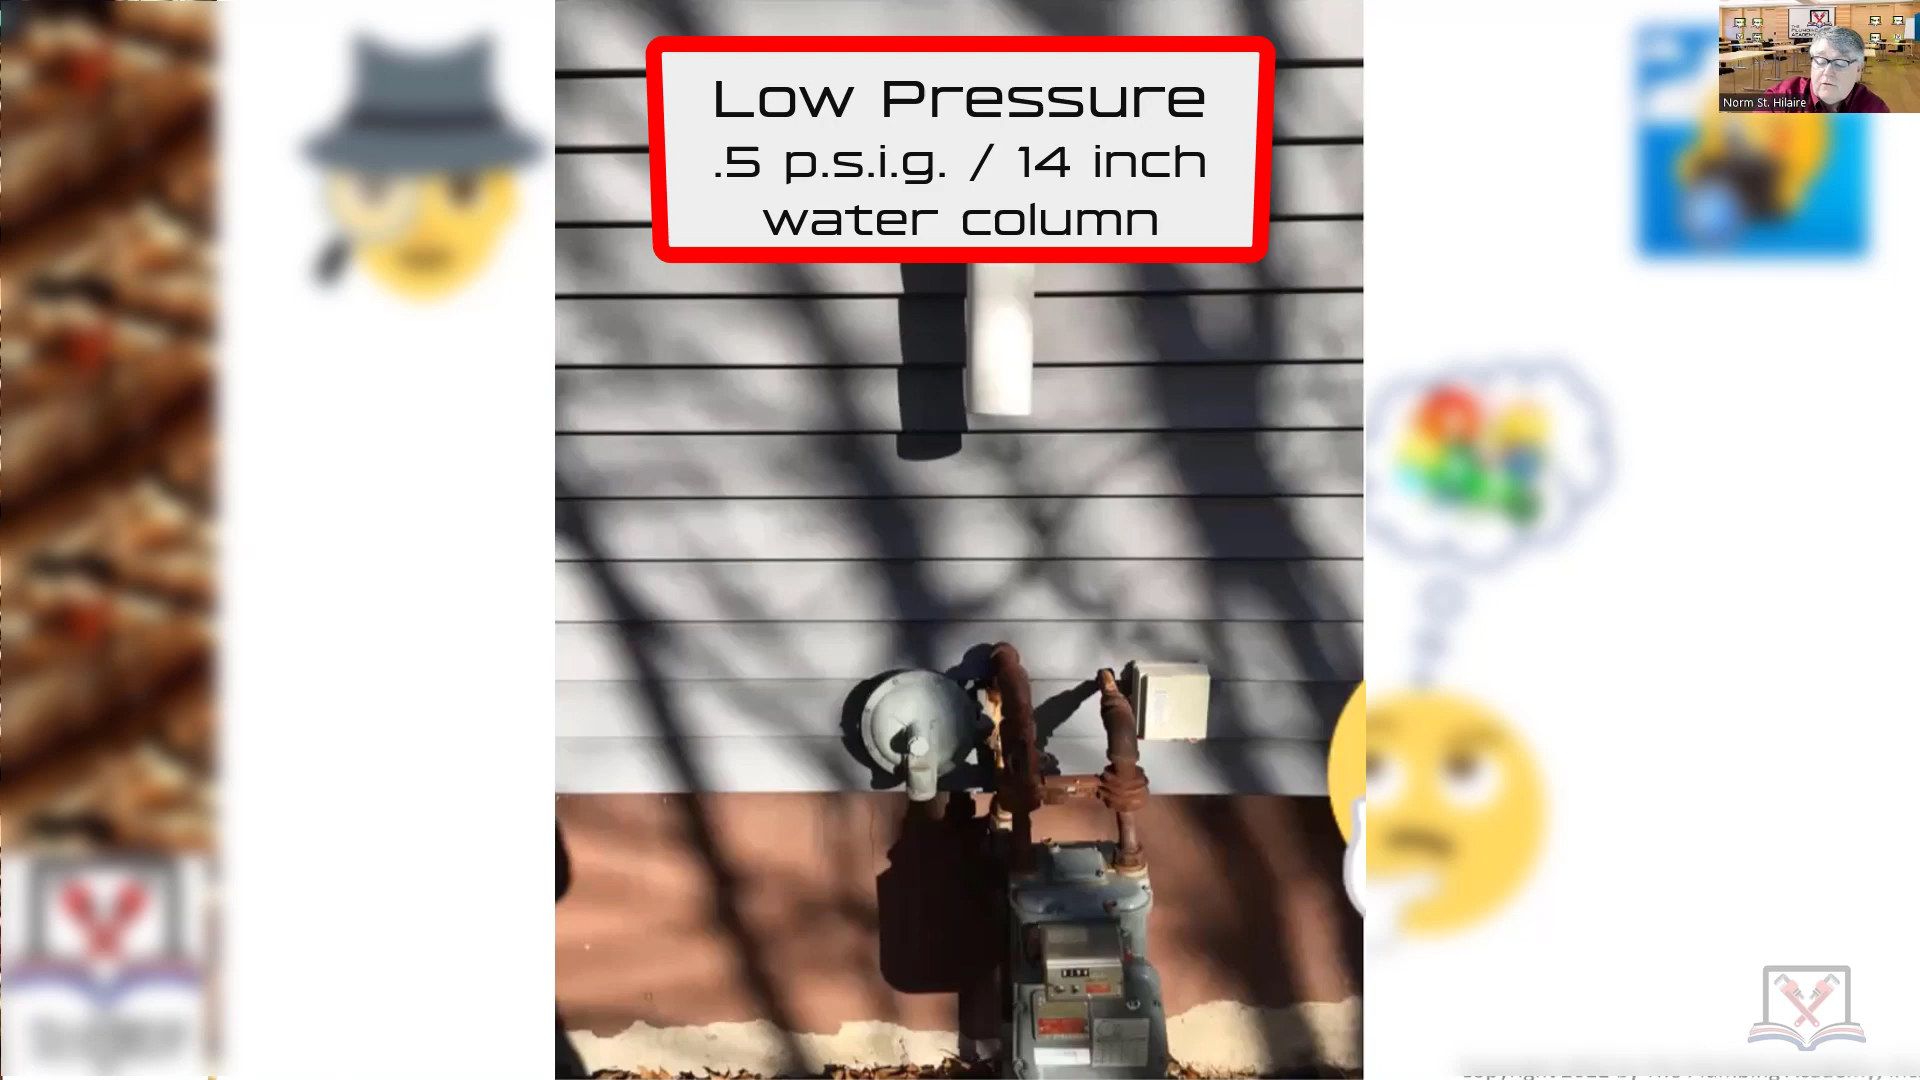 Low Pressure
.5 p.s.i.g. / 14 inch
water column
Norm St. Hilaire